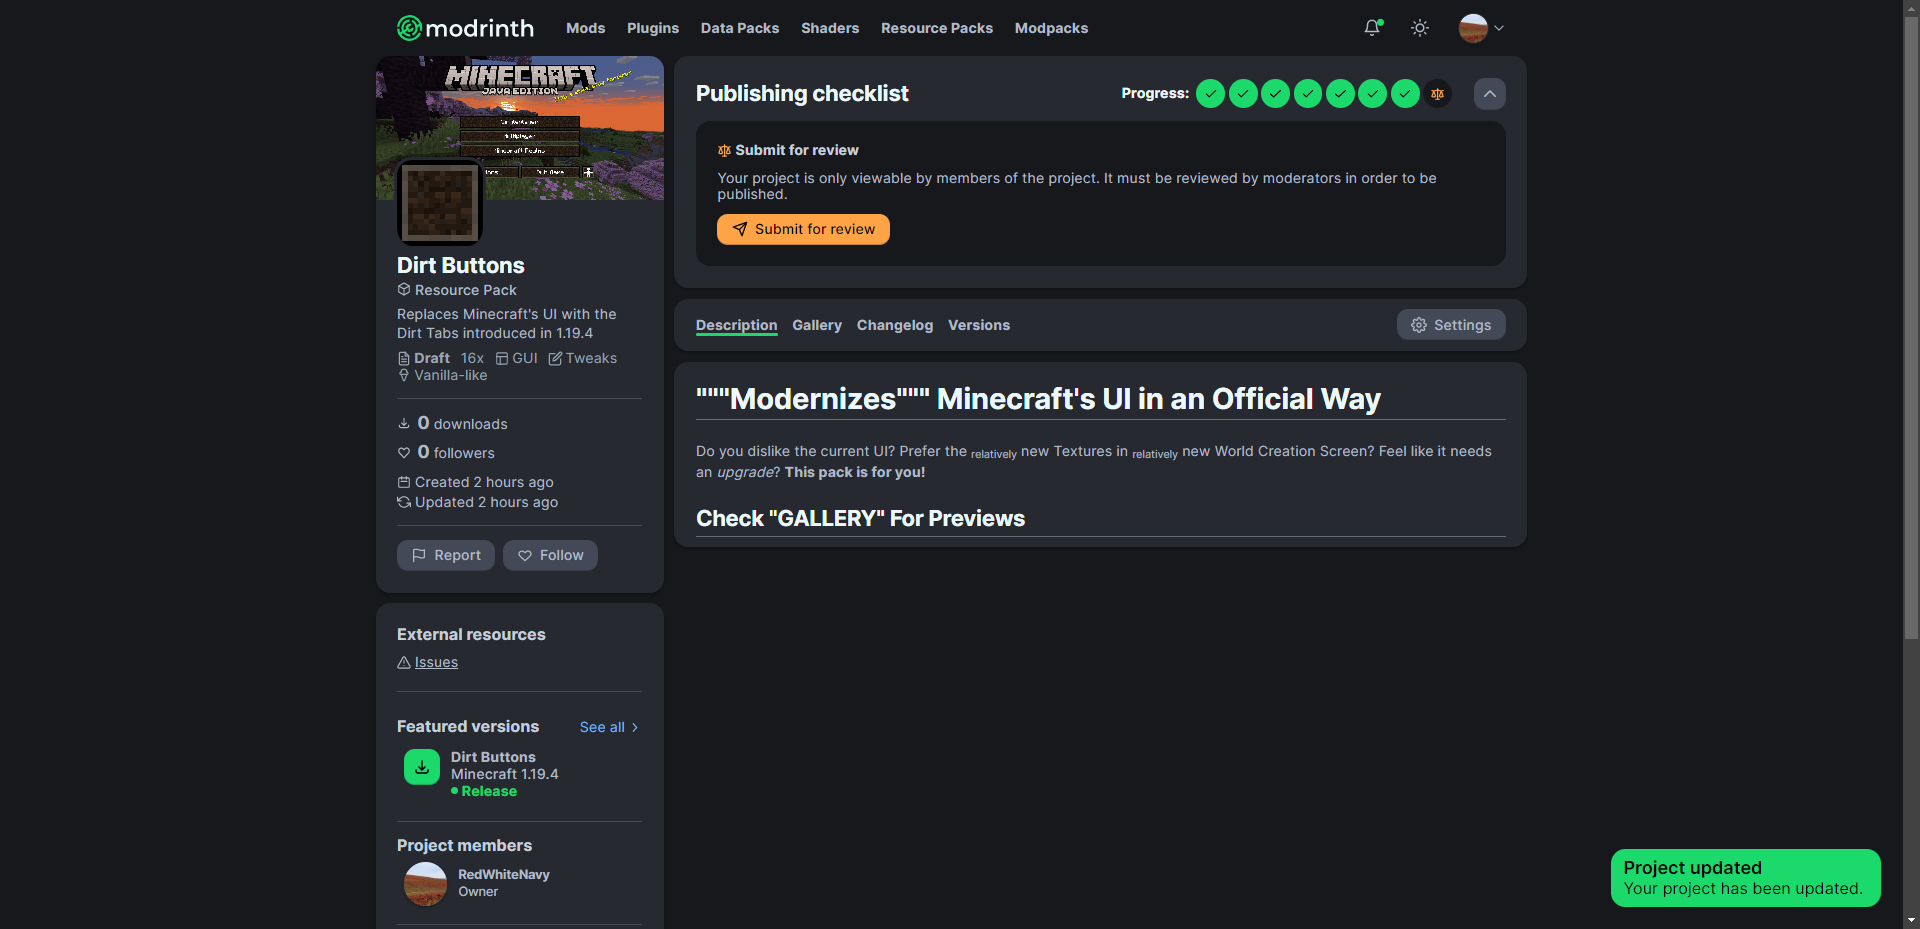 modrinth
Mods
Plugins
Data Packs
Shaders
Resource Packs
Modpacks
MINECRAFT
JAVA EDITION
Minecraft Realms
Quit Game
Dirt Buttons
Resource Pack
Replaces Minecraft's UI with the
Dirt Tabs introduced in 1.19.4
Draft 16x GUI Tweaks
Vanilla-like
0 downloads
0 followers
Created 2 hours ago
Updated 2 hours ago
Report
Follow
External resources
Issues
Featured versions
See all
Dirt Buttons
Minecraft 1.19.4
Release
Project members
RedWhiteNavy
Owner
Publishing checklist
Progress:
Submit for review
Your project is only viewable by members of the project. It must be reviewed by moderators in order to be
published.
Submit for review
Description
Gallery
Changelog
Versions
Settings
"""Modernizes""" Minecraft's UI in an Official Way
Do you dislike the current UI? Prefer the relatively new Textures in relatively new World Creation Screen? Feel like it needs
an upgrade? This pack is for you!
Check "GALLERY" For Previews
Project updated
Your project has been updated.